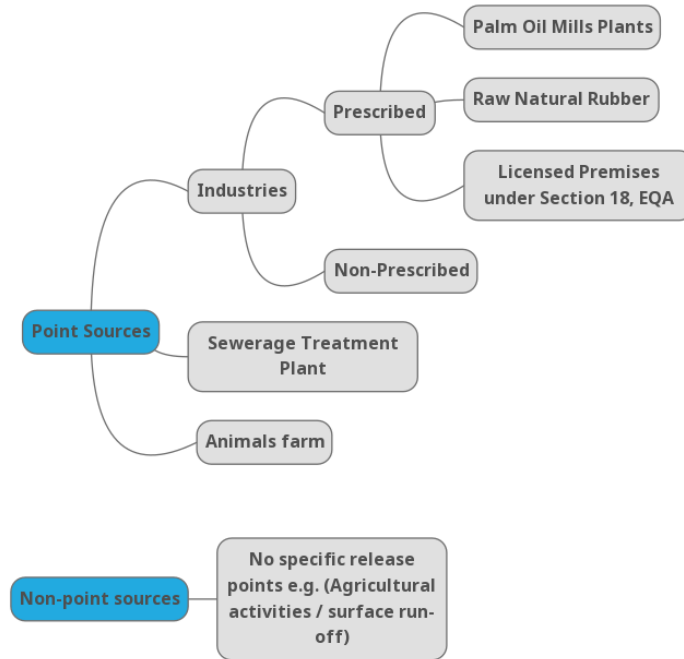 Palm Oil Mills Plants
Prescribed
Raw Natural Rubber
Licensed Premises
under Section 18, EQA
Industries
Non-Prescribed
Point Sources
Sewerage Treatment
Plant
Animals farm
Non-point sources
No specific release
points e.g. (Agricultural
activities / surface run-
off)